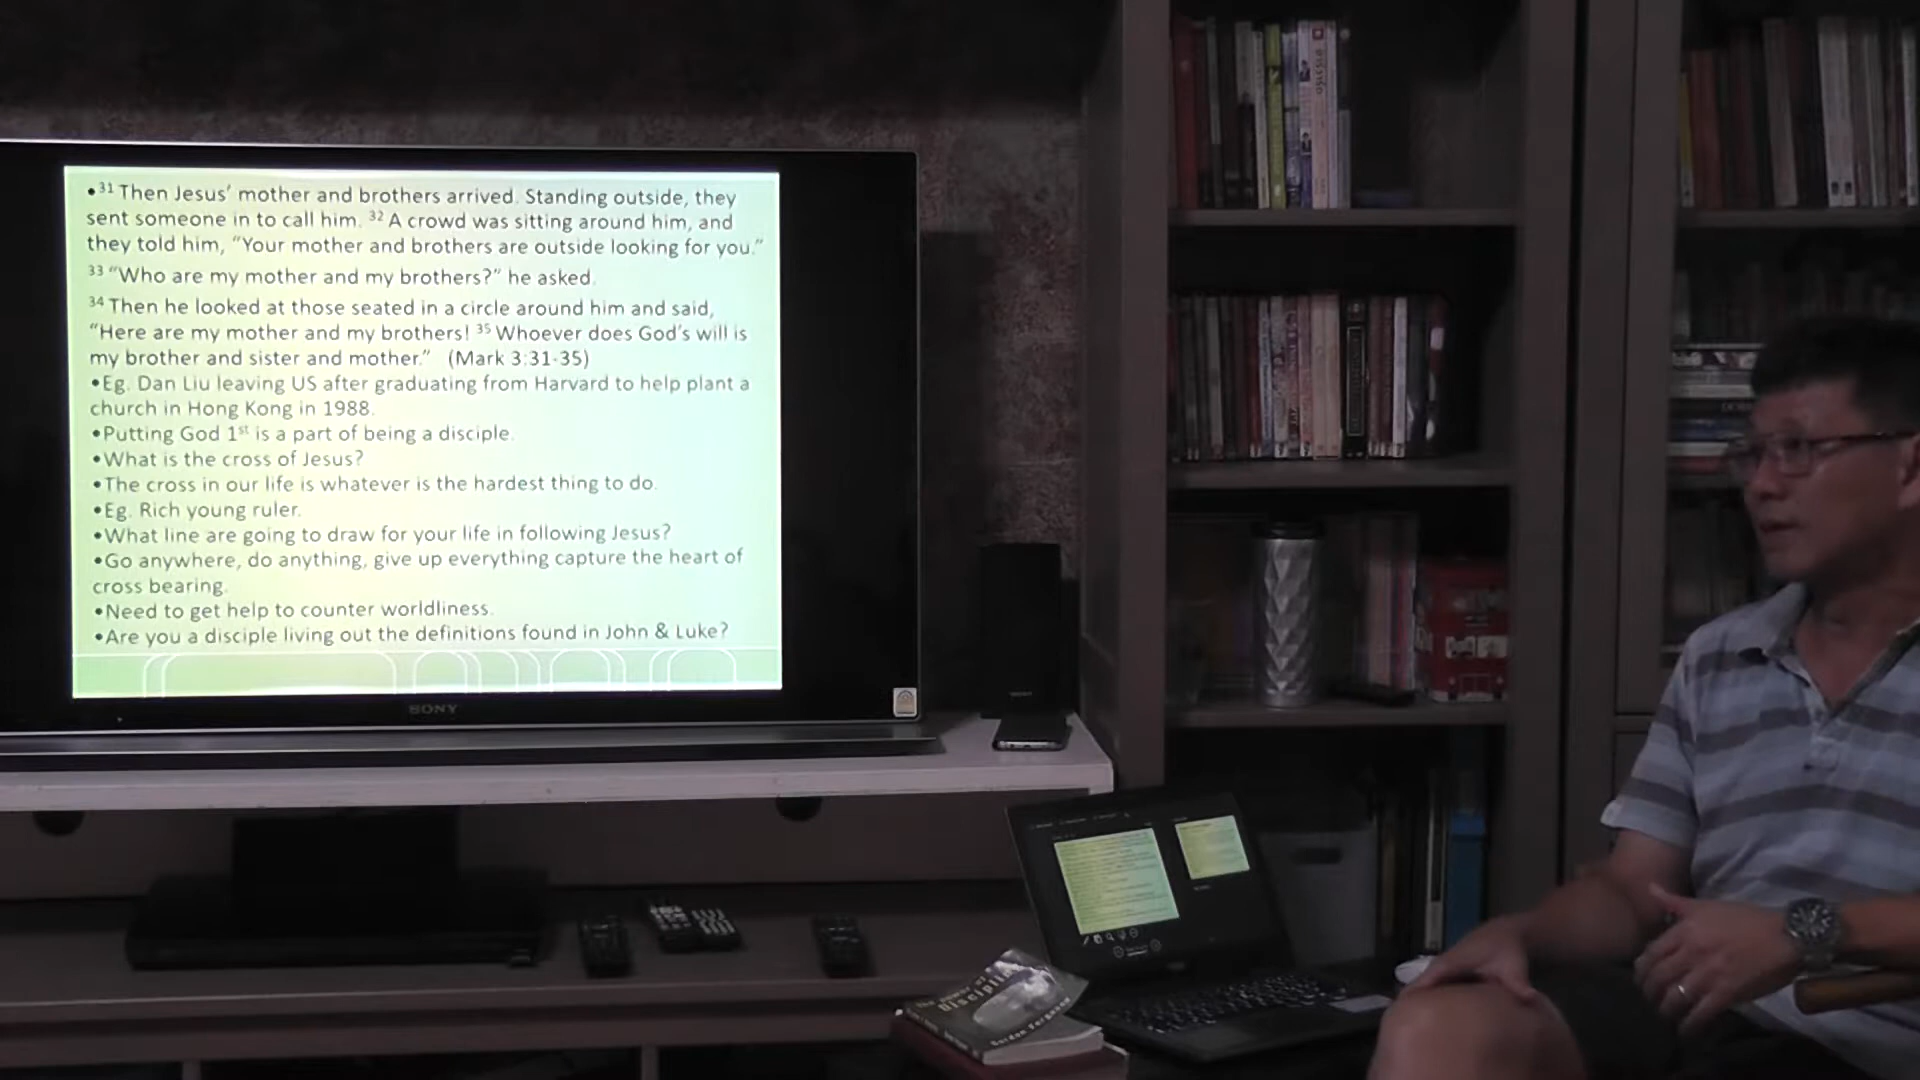 •31 Then Jesus' mother and brothers arrived. Standing outside, they
sent someone in to call him. 32 A crowd was sitting around him, and
they told him, “Your mother and brothers are outside looking for you.”
33 “Who are my mother and my brothers?” he asked.
34 Then he looked at those seated in a circle around him and said,
“Here are my mother and my brothers! 35 Whoever does God's will is
my brother and sister and mother.” (Mark 3:31-35)
•Eg. Dan Liu leaving US after graduating from Harvard to help plant a
church in Hong Kong in 1988.
•Putting God 1st is a part of being a disciple.
•What is the cross of Jesus?
•The cross in our life is whatever is the hardest thing to do.
•Eg. Rich young ruler.
•What line are going to draw for your life in following Jesus?
•Go anywhere, do anything, give up everything capture the heart of
cross bearing.
•Need to get help to counter worldliness.
•Are you a disciple living out the definitions found in John & Luke?
SONY
Gordon Ferguson